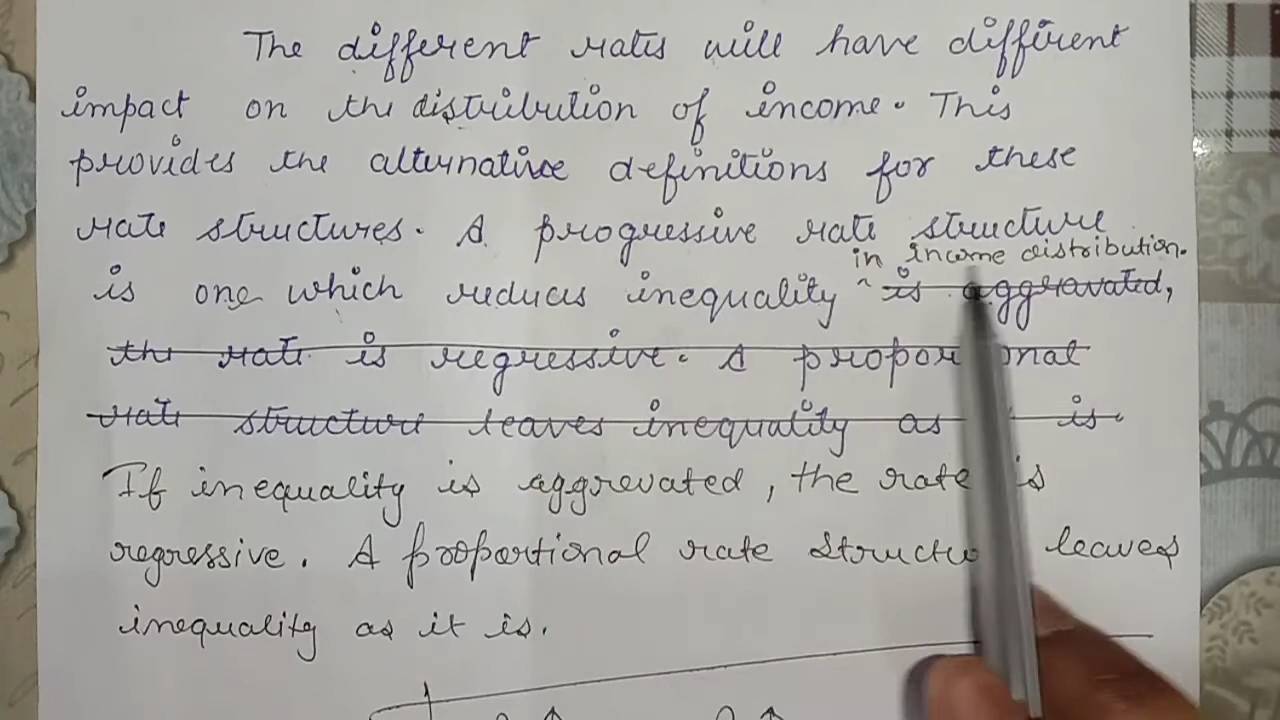 The different rates will have different
impact on the distribution of income. This
provides the alternative definitions for these
rate structures. A progressive rate structure
in income distribution.
is one which reduces inequality ^ is aggravated,
the rate is regressive. A proportional
rate structure leaves inequality as is.
If inequality is aggrevated, the rate is
regressive. A proportional rate structu leaves
inequality as it is.